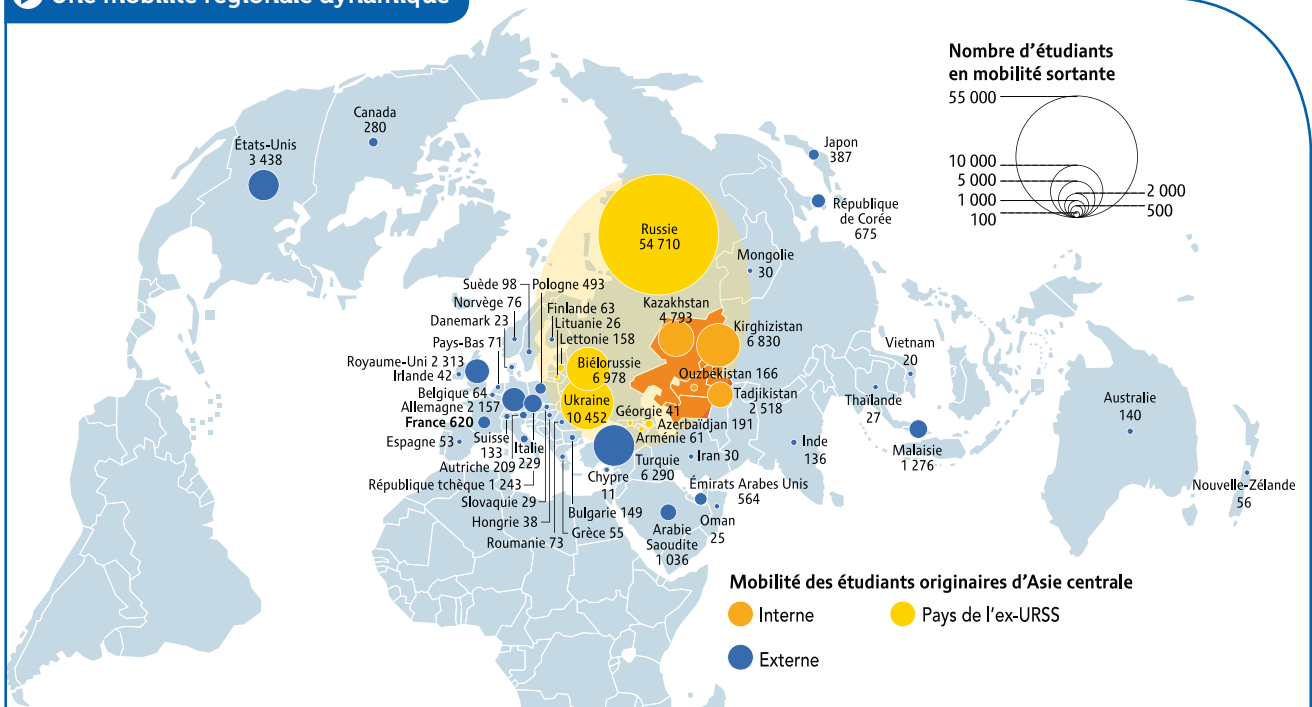 Une mobilité régionale dynamique
Nombre d'étudiants
en mobilité sortante
55 000
10 000
5 000
1 000
100
2 000
500
Canada
280
États-Unis
3 438
Japon
387
République
de Corée
675
Russie
54 710
Mongolie
30
Suède 98
Pologne 493
Norvège 76
Finlande 63
Danemark 23
Lituanie 26
Pays-Bas 71
Lettonie 158
Royaume-Uni 2 313
Irlande 42
Belgique 64
Allemagne 2 157
France 620
Espagne 53
Suisse
133
Italie
229
Autriche 209
République tchèque 1 243
Slovaquie 29
Hongrie 38
Roumanie 73
Grèce 55
Bulgarie 149
Chypre
11
Biélorussie
6 978
Ukraine
10 452
Kazakhstan
4 793
Kirghizistan
6 830
Ouzbékistan 166
Tadjikistan
2 518
Géorgie 41
Azerbaïdjan 191
Arménie 61
Turquie
6 290
Iran 30
Émirats Arabes Unis
564
Oman
25
Arabie
Saoudite
1 036
Inde
136
Vietnam
20
Thaïlande
27
Malaisie
1 276
Australie
140
Nouvelle-Zélande
56
Mobilité des étudiants originaires d'Asie centrale
Interne
Pays de l'ex-URSS
Externe